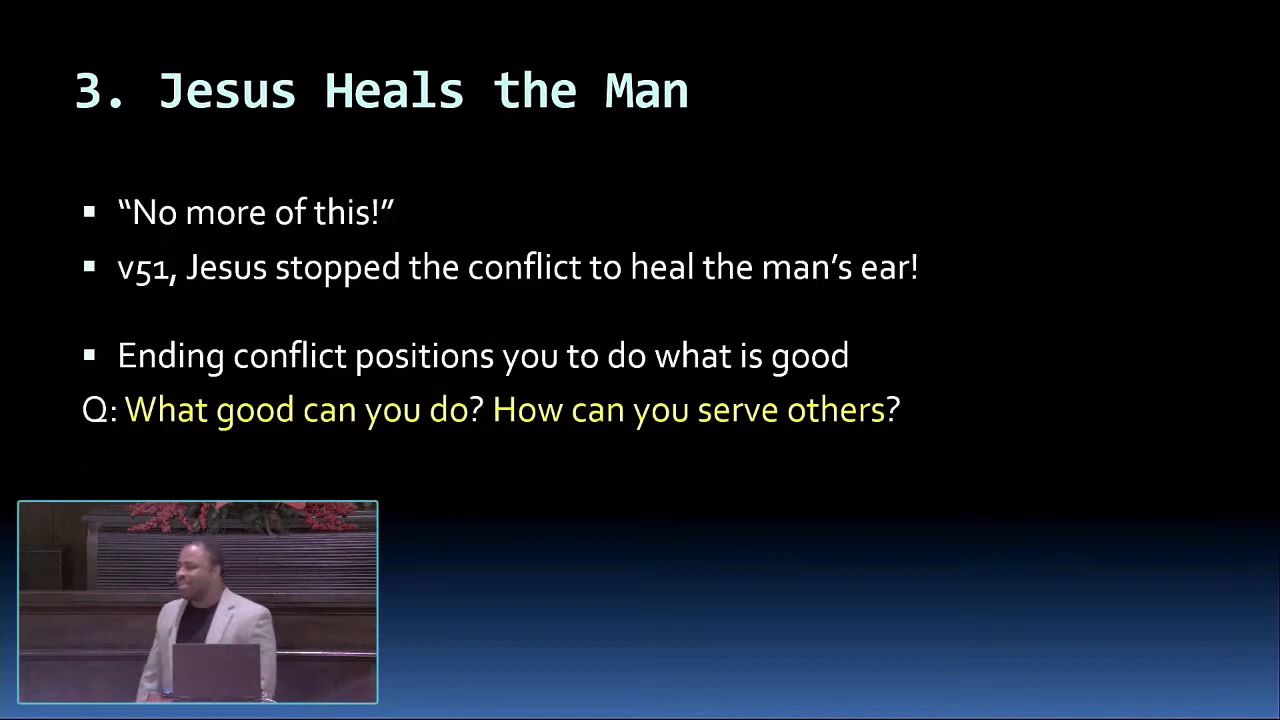 3. Jesus Heals the Man
▪ “No more of this!”
▪ v51, Jesus stopped the conflict to heal the man’s ear!
▪ Ending conflict positions you to do what is good
Q: What good can you do? How can you serve others?